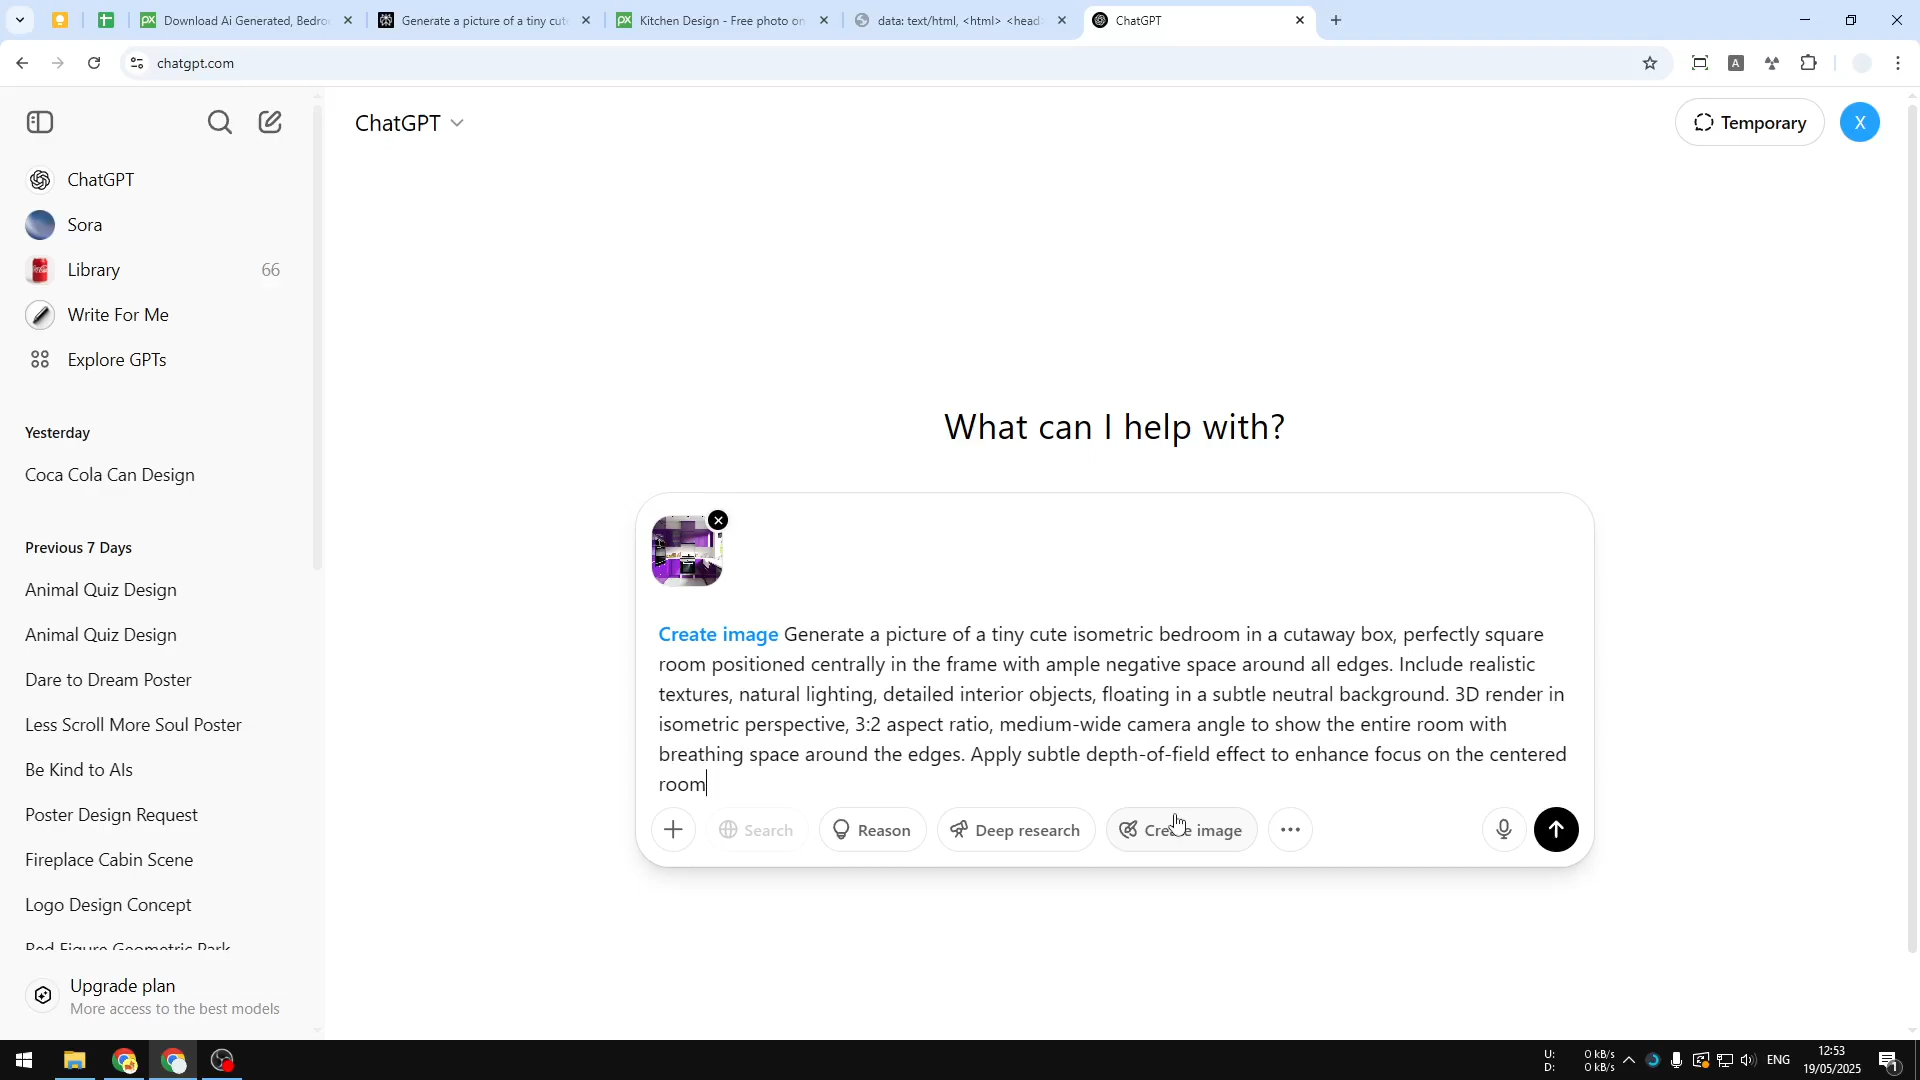 Download Ai Generated, Bedro
Generate a picture of a tiny cut
Kitchen Design - Free photo on
data: text/html, <html> <head
ChatGPT
chatgpt.com
A
ChatGPT
Temporary
X
ChatGPT
Sora
Library 66
Write For Me
Explore GPTs
Yesterday
Coca Cola Can Design
Previous 7 Days
Animal Quiz Design
Animal Quiz Design
Dare to Dream Poster
Less Scroll More Soul Poster
Be Kind to AIs
Poster Design Request
Fireplace Cabin Scene
Logo Design Concept
Red Figure Geometric Park
Upgrade plan
More access to the best models
What can I help with?
Create image Generate a picture of a tiny cute isometric bedroom in a cutaway box, perfectly square
room positioned centrally in the frame with ample negative space around all edges. Include realistic
textures, natural lighting, detailed interior objects, floating in a subtle neutral background. 3D render in
isometric perspective, 3:2 aspect ratio, medium-wide camera angle to show the entire room with
breathing space around the edges. Apply subtle depth-of-field effect to enhance focus on the centered
room
Search Reason Deep research Create image
U: 0 kB/s
D: 0 kB/s
ENG
12:53
19/05/2025
1